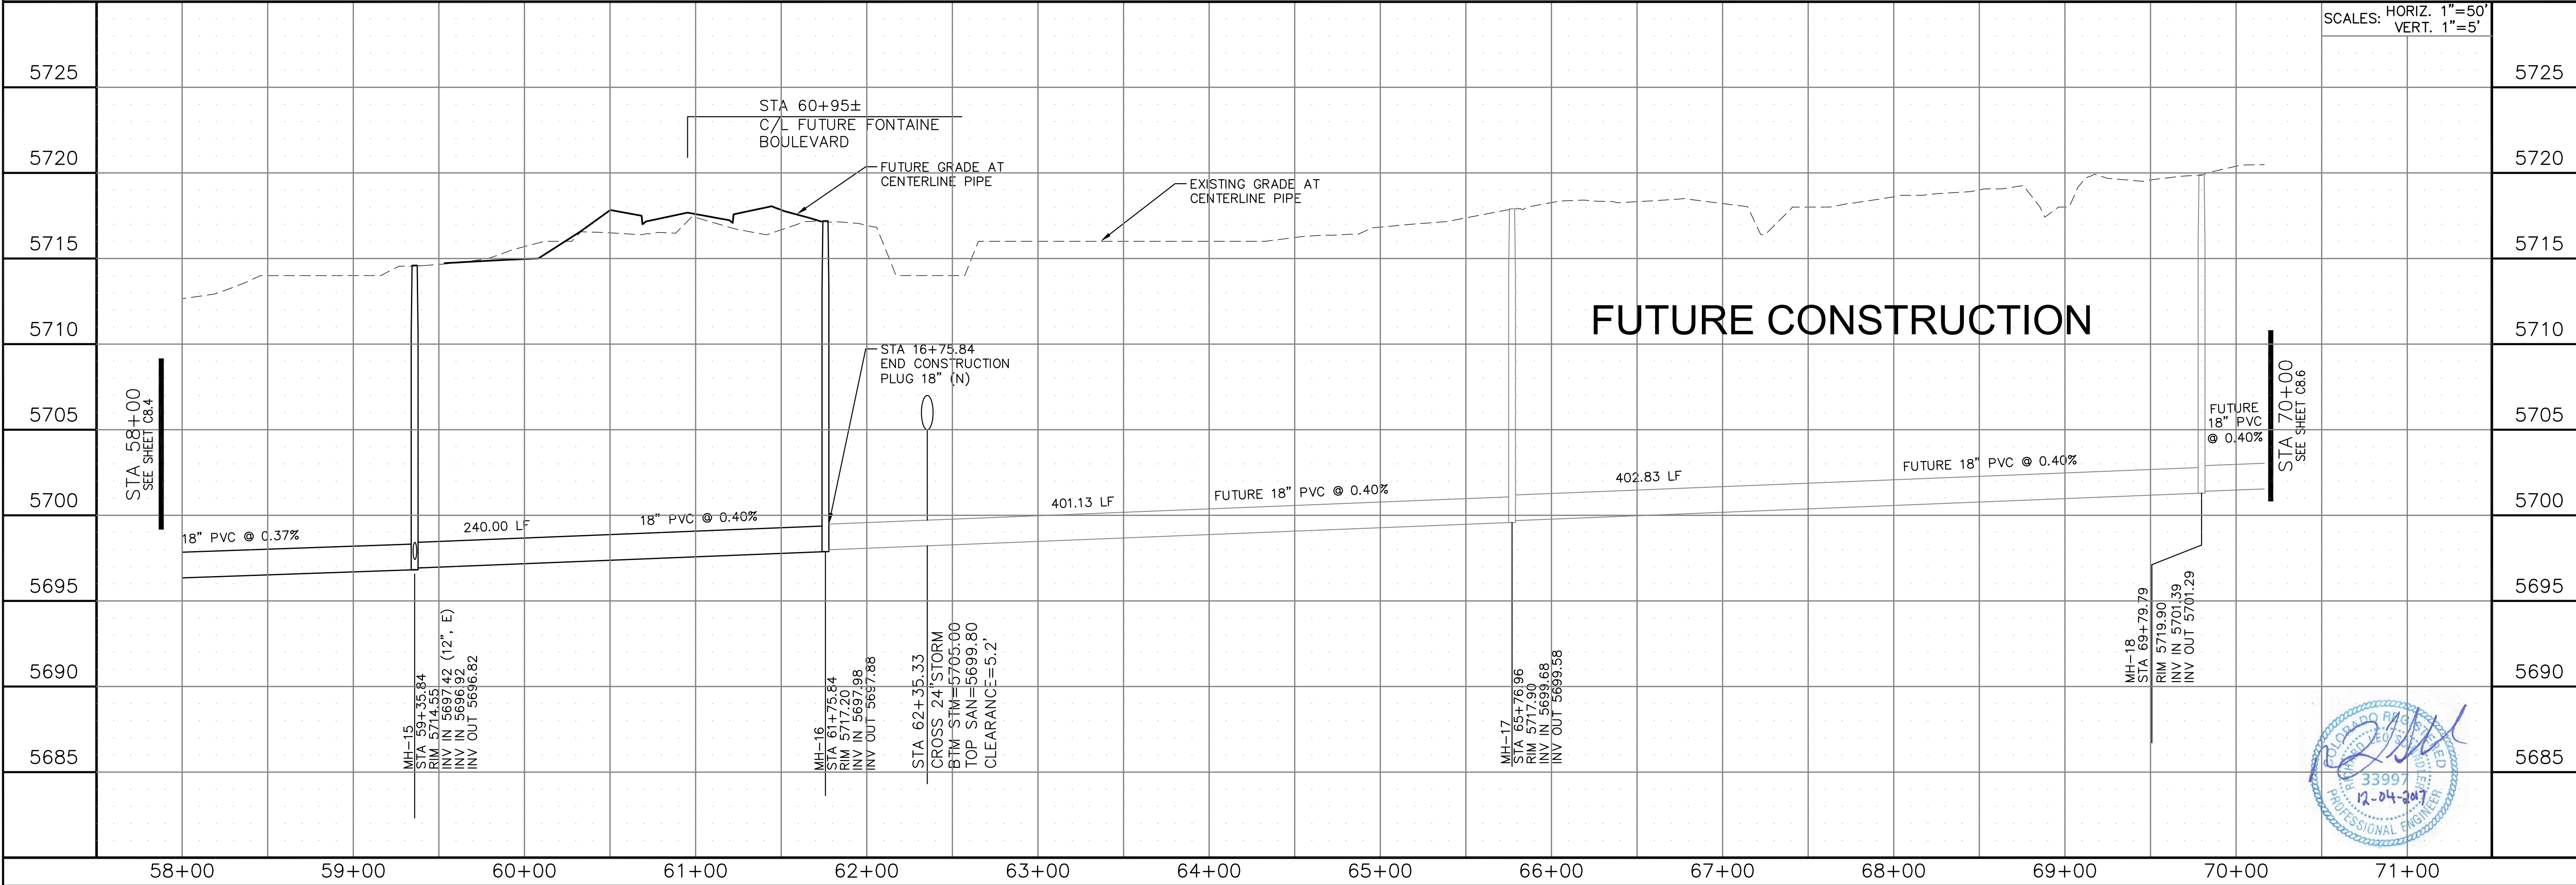 SCALES: HORIZ. 1"=50'
VERT. 1"=5'
5725
5720
5715
5710
5705
5700
5695
5690
5685
5725
5720
5715
5710
5705
5700
5695
5690
5685
STA 60+95±
C/L FUTURE FONTAINE
BOULEVARD
FUTURE GRADE AT
CENTERLINE PIPE
EXISTING GRADE AT
CENTERLINE PIPE
FUTURE CONSTRUCTION
STA 16+75.84
END CONSTRUCTION
PLUG 18" (N)
STA 58+00
SEE SHEET C8.4
STA 70+00
SEE SHEET C8.6
18" PVC @ 0.37%
240.00 LF
18" PVC @ 0.40%
401.13 LF
FUTURE 18" PVC @ 0.40%
402.83 LF
FUTURE 18" PVC @ 0.40%
FUTURE
18" PVC
@ 0.40%
MH-15
STA 59+35.84
RIM 5714.55
INV IN 5697.42 (12", E)
INV IN 5696.92
INV OUT 5696.82
MH-16
STA 61+75.84
RIM 5717.20
INV IN 5697.98
INV OUT 5697.88
STA 62+35.33
CROSS 24"STORM
BTM STM=5705.00
TOP SAN=5699.80
CLEARANCE=5.2'
MH-17
STA 65+76.96
RIM 5717.90
INV IN 5699.68
INV OUT 5699.58
MH-18
STA 69+79.79
RIM 5719.90
INV IN 5701.39
INV OUT 5701.29
COLORADO REGISTERED
33997
12-04-2017
PROFESSIONAL ENGINEER
58+00
59+00
60+00
61+00
62+00
63+00
64+00
65+00
66+00
67+00
68+00
69+00
70+00
71+00